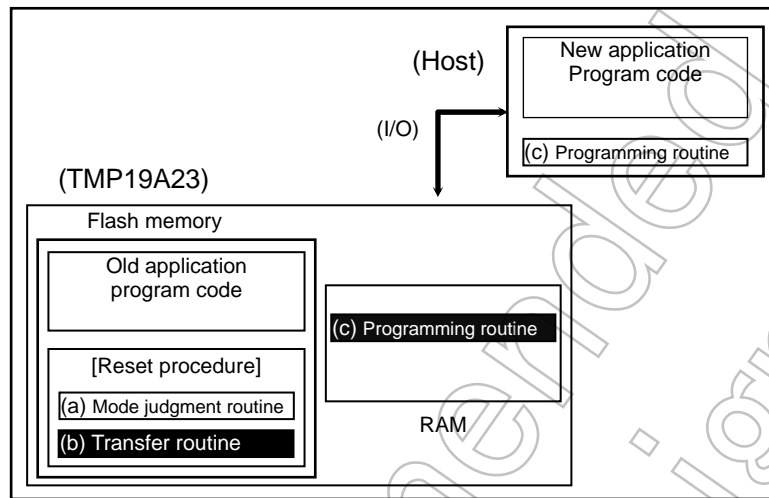 New application
Program code
(Host)
(I/O)
(c) Programming routine
(TMP19A23)
Flash memory
Old application
program code
(c) Programming routine
[Reset procedure]
(a) Mode judgment routine
(b) Transfer routine
RAM